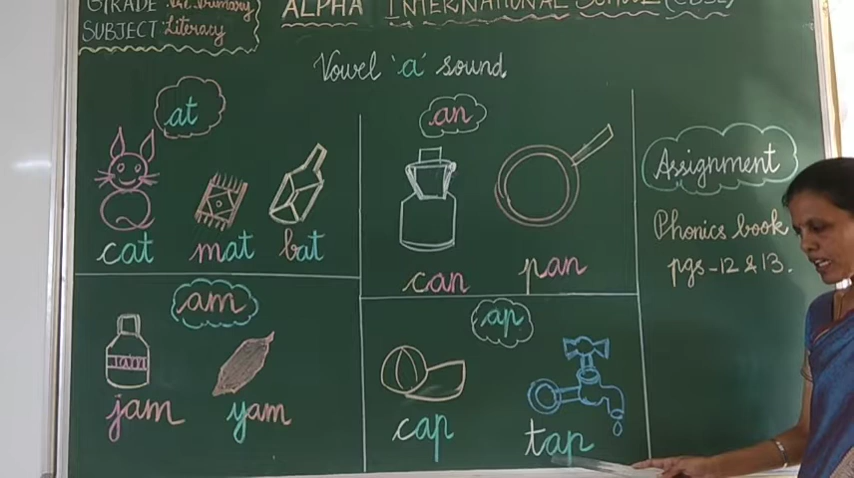 GRADE : Pre Primary
SUBJECT : Literary
ALPHA INTERNATIONAL SCHOOL (CBSE)
Vowel 'a' sound
at
cat mat bat
an
can pan
am
jam yam
ap
cap tap
Assignment
Phonics book
pgs - 12 & 13.